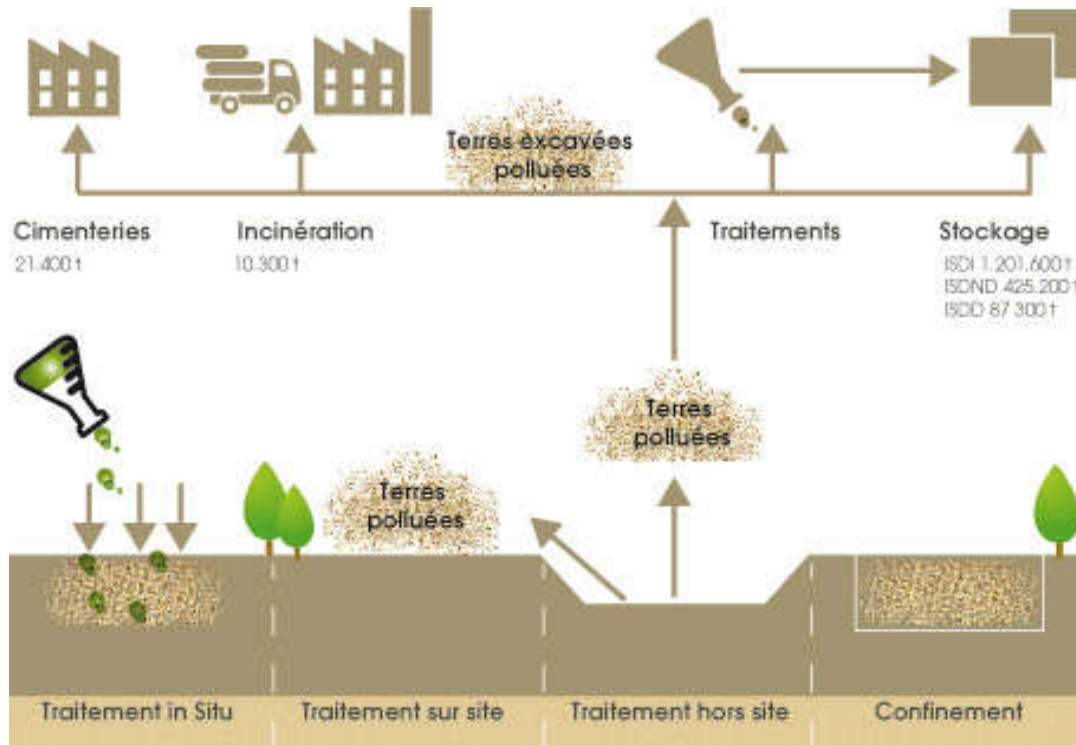 Terres excavées
polluées
Cimenteries
21.400 t
Incinération
10.300 t
Traitements
Stockage
ISDI 1.201.600 t
ISDND 425.200 t
ISDD 87 300 t
Terres
polluées
Terres
polluées
Traitement in Situ
Traitement sur site
Traitement hors site
Confinement